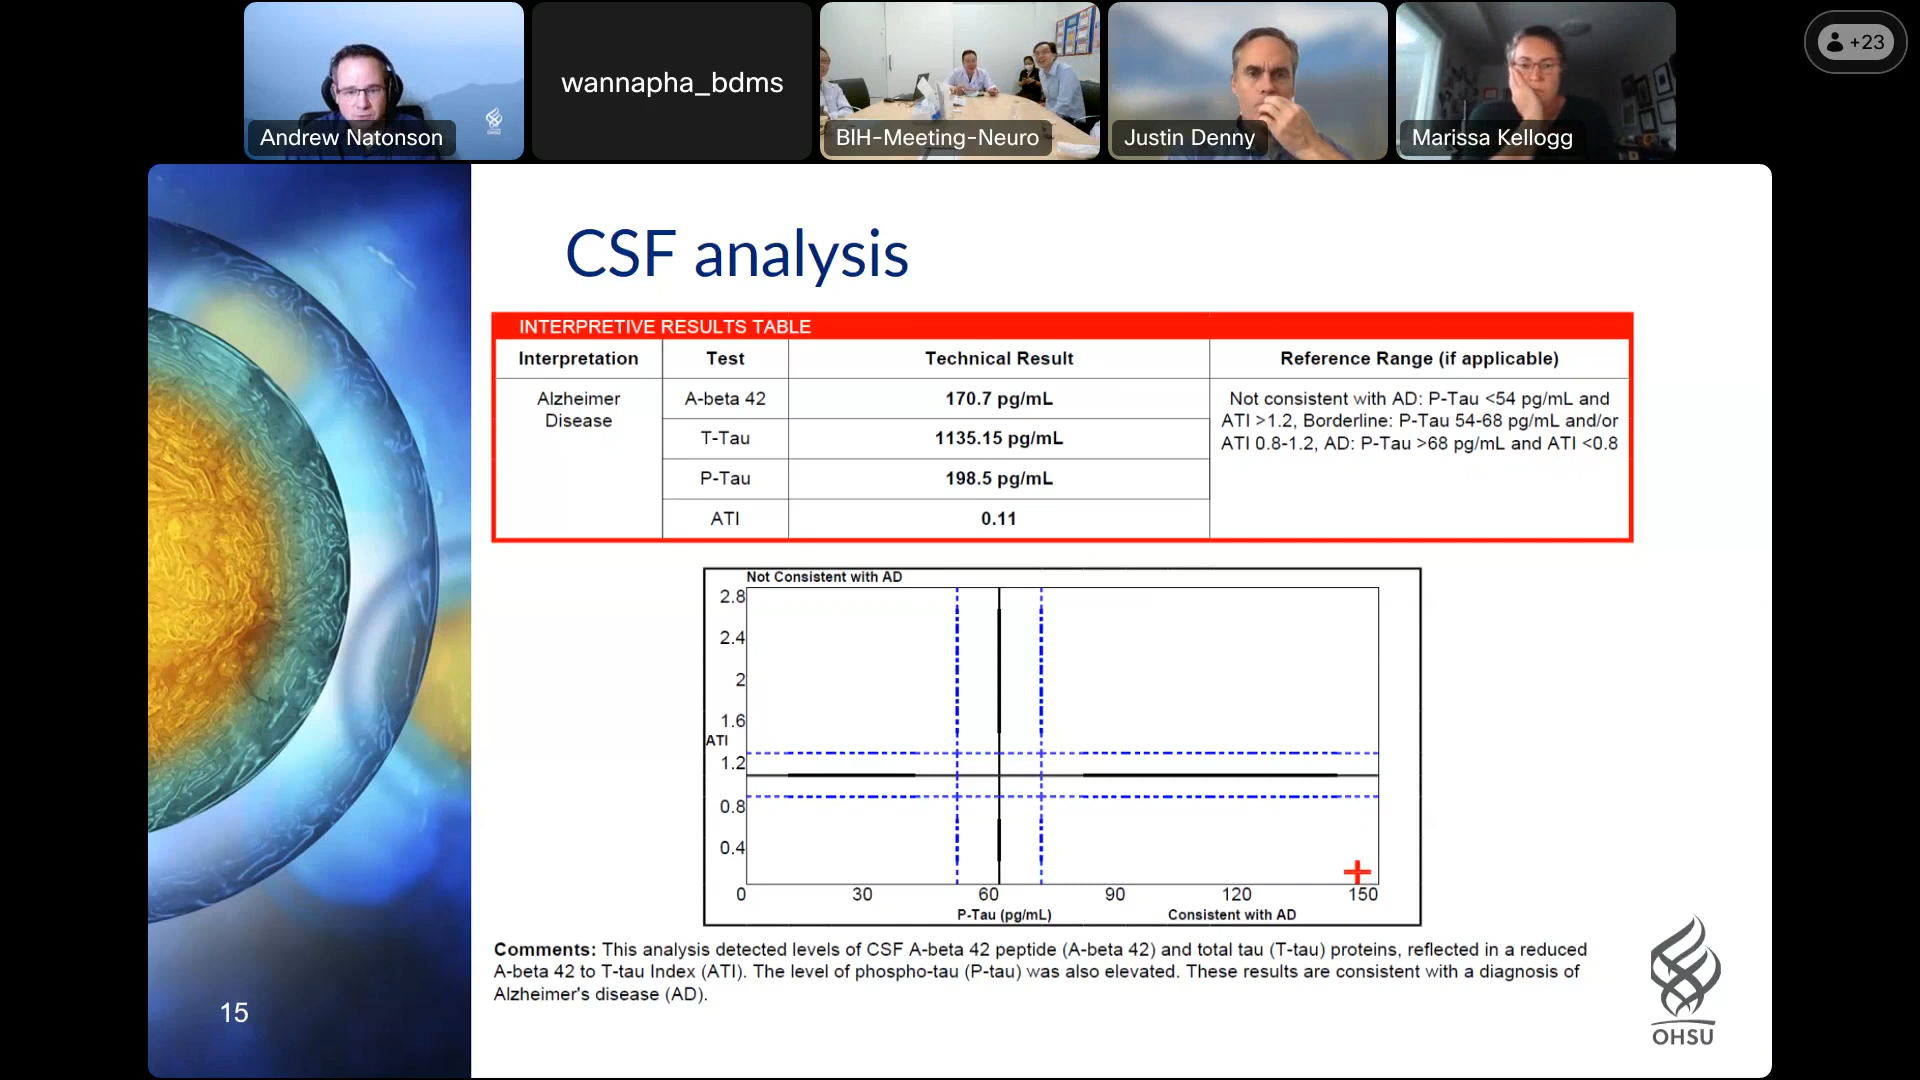 Andrew Natonson
wannapha_bdms
BIH-Meeting-Neuro
Justin Denny
Marissa Kellogg
+23
CSF analysis
INTERPRETIVE RESULTS TABLE
Interpretation Test Technical Result Reference Range (if applicable)
Alzheimer Disease
A-beta 42 170.7 pg/mL
T-Tau 1135.15 pg/mL
P-Tau 198.5 pg/mL
ATI 0.11
Not consistent with AD: P-Tau <54 pg/mL and
ATI >1.2, Borderline: P-Tau 54-68 pg/mL and/or
ATI 0.8-1.2, AD: P-Tau >68 pg/mL and ATI <0.8
Not Consistent with AD
2.8
2.4
2
1.6
ATI
1.2
0.8
0.4
0 30 60 90 120 150
P-Tau (pg/mL) Consistent with AD
Comments: This analysis detected levels of CSF A-beta 42 peptide (A-beta 42) and total tau (T-tau) proteins, reflected in a reduced
A-beta 42 to T-tau Index (ATI). The level of phospho-tau (P-tau) was also elevated. These results are consistent with a diagnosis of
Alzheimer's disease (AD).
15
OHSU